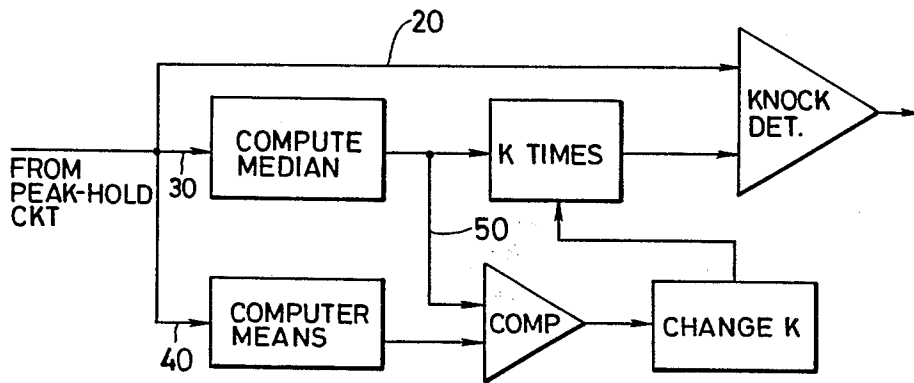 20
KNOCK
DET.
COMPUTE
MEDIAN
K TIMES
FROM
PEAK-HOLD
CKT
30
50
COMPUTER
MEANS
COMP
CHANGE K
40